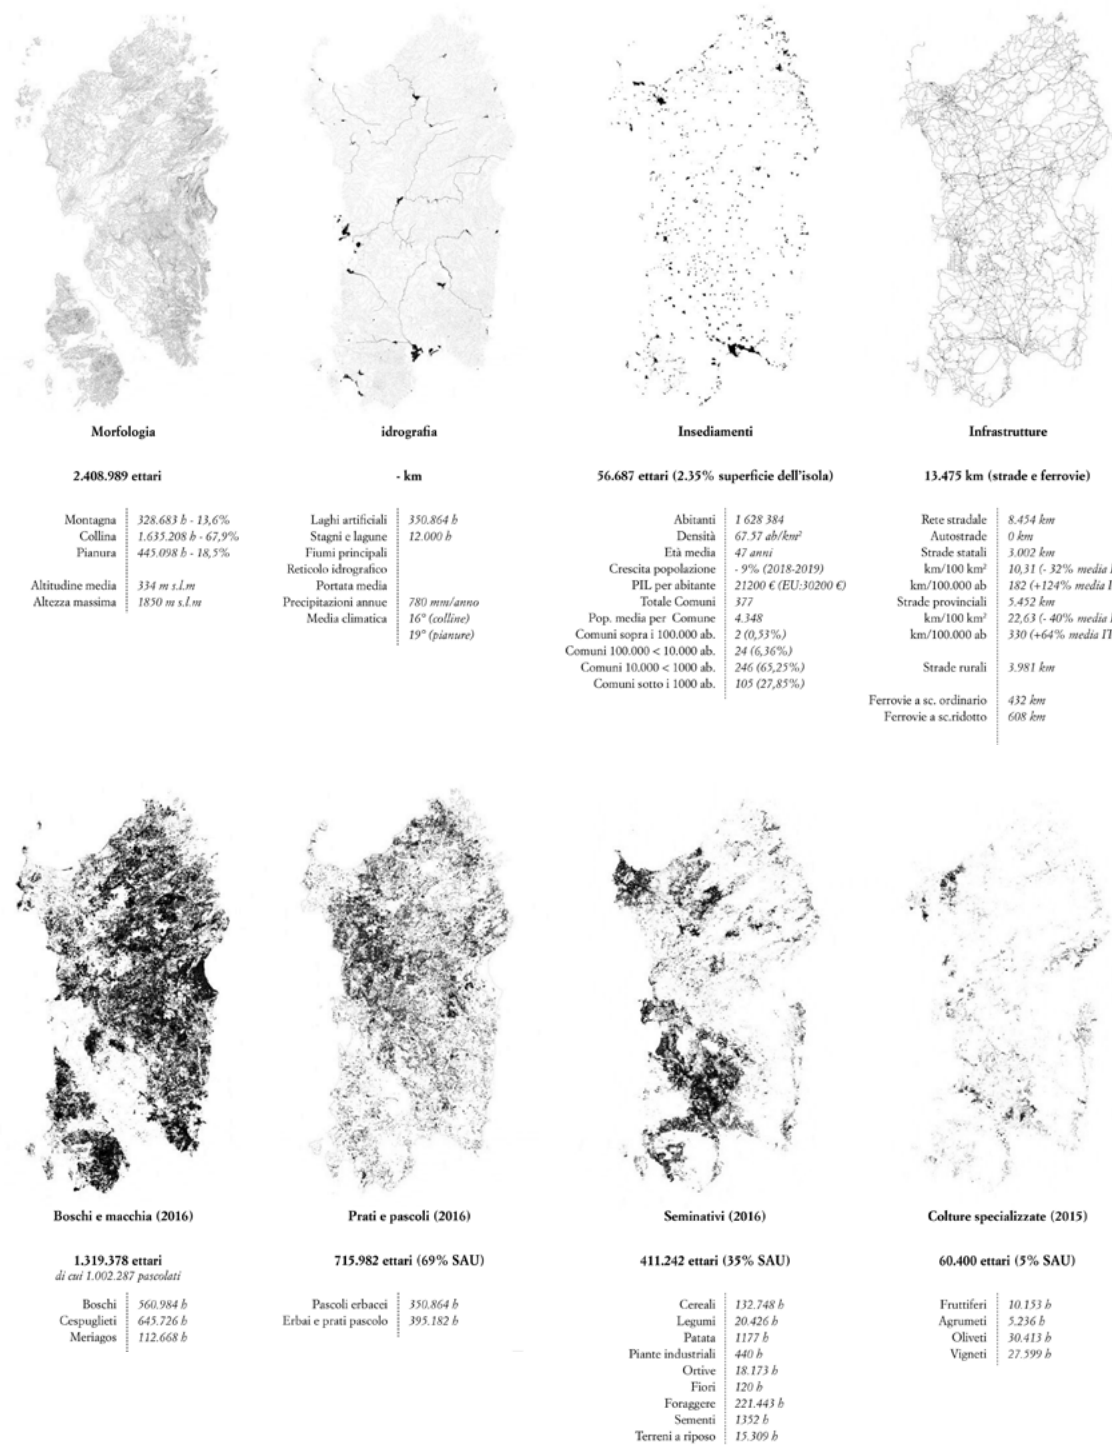 Morfologia
2.408.989 ettari
Montagna 328.683 h - 13,6%
Collina 1.635.208 h - 67,9%
Pianura 445.098 h - 18,5%
Altitudine media 334 m s.l.m
Altezza massima 1850 m s.l.m
idrografia
- km
Laghi artificiali 350.864 h
Stagni e lagune 12.000 h
Fiumi principali
Reticolo idrografico
Portata media
Precipitazioni annue 780 mm/anno
Media climatica 16° (colline)
19° (pianure)
Insediamenti
56.687 ettari (2.35% superficie dell'isola)
Abitanti 1 628 384
Densità 67.57 ab/km²
Età media 47 anni
Crescita popolazione - 9% (2018-2019)
PIL per abitante 21200 € (EU:30200 €)
Totale Comuni 377
Pop. media per Comune 4.348
Comuni sopra i 100.000 ab. 2 (0,53%)
Comuni 100.000 < 10.000 ab. 24 (6,36%)
Comuni 10.000 < 1000 ab. 246 (65,25%)
Comuni sotto i 1000 ab. 105 (27,85%)
Infrastrutture
13.475 km (strade e ferrovie)
Rete stradale 8.454 km
Autostrade 0 km
Strade statali 3.002 km
km/100 km² 10,31 (- 32% media
km/100.000 ab 182 (+124% media
Strade provinciali 5.452 km
km/100 km² 22,63 (- 40% media
km/100.000 ab 330 (+64% media
Strade rurali 3.981 km
Ferrovie a sc. ordinario 432 km
Ferrovie a sc.ridotto 608 km
Boschi e macchia (2016)
1.319.378 ettari
di cui 1.002.287 pascolati
Boschi 560.984 h
Cespuglieti 645.726 h
Meriagos 112.668 h
Prati e pascoli (2016)
715.982 ettari (69% SAU)
Pascoli erbacei 350.864 h
Erbai e prati pascolo 395.182 h
Seminativi (2016)
411.242 ettari (35% SAU)
Cereali 132.748 h
Legumi 20.426 h
Patata 1177 h
Piante industriali 440 h
Ortive 18.173 h
Fiori 120 h
Foraggere 221.443 h
Sementi 1352 h
Terreni a riposo 15.309 h
Colture specializzate (2015)
60.400 ettari (5% SAU)
Fruttiferi 10.153 h
Agrumeti 5.236 h
Oliveti 30.413 h
Vigneti 27.599 h